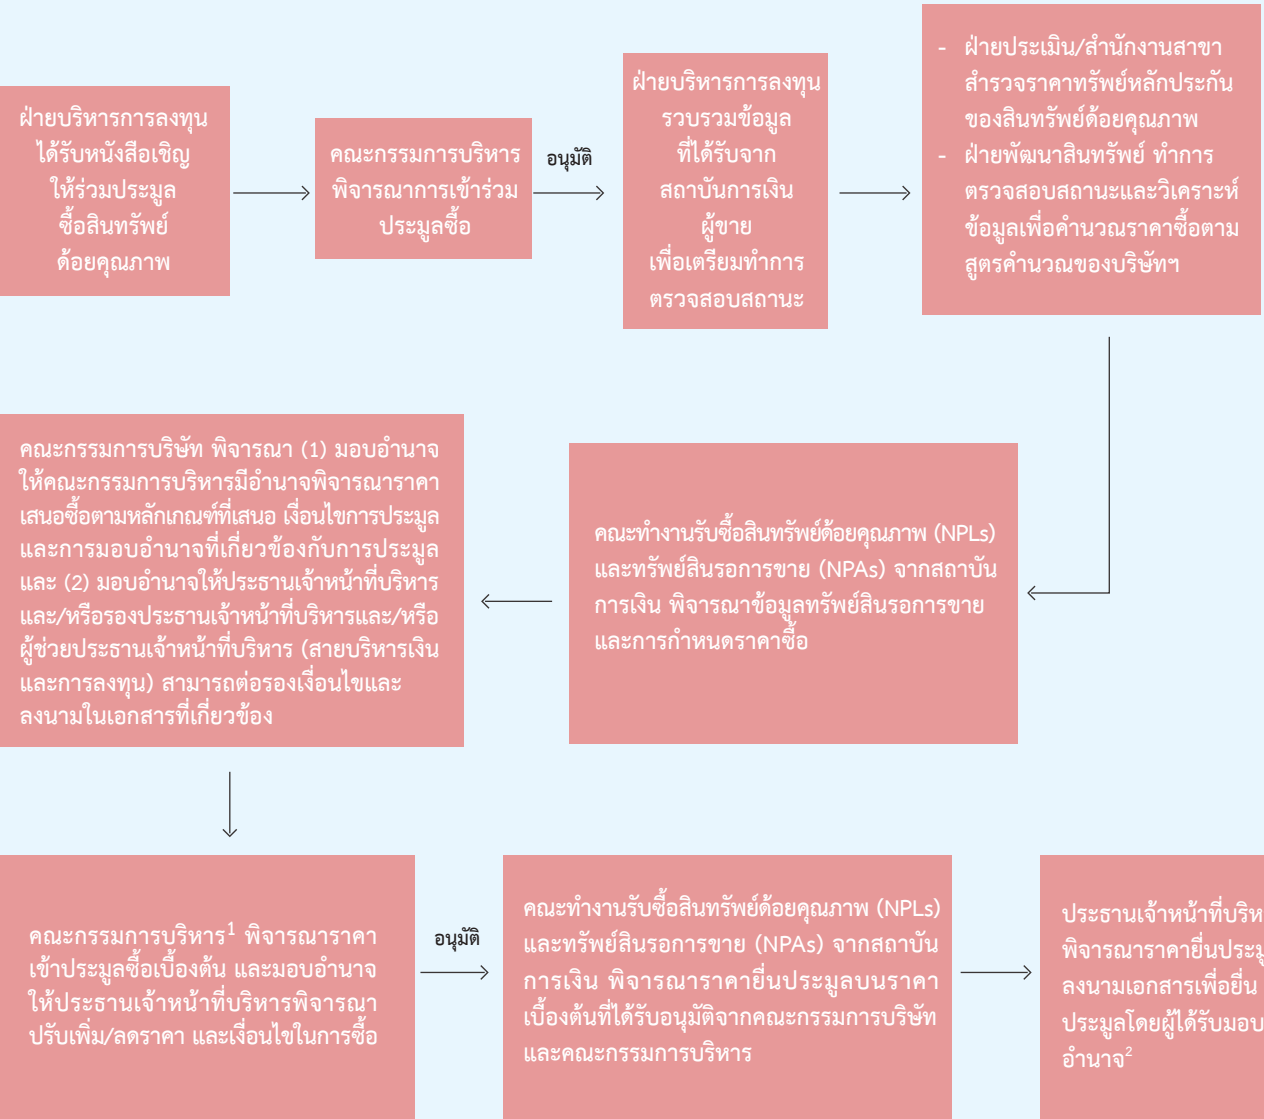 ฝ่ายบริหารการลงทุน
ได้รับหนังสือเชิญ
ให้ร่วมประมูล
ซื้อสินทรัพย์
ด้อยคุณภาพ
คณะกรรมการบริหาร
พิจารณาการเข้าร่วม
ประมูลซื้อ
อนุมัติ
ฝ่ายบริหารการลงทุน
รวบรวมข้อมูล
ที่ได้รับจาก
สถาบันการเงิน
ผู้ขาย
เพื่อเตรียมทำการ
ตรวจสอบสถานะ
- ฝ่ายประเมิน/สำนักงานสาขา
สำรวจราคาทรัพย์หลักประกัน
ของสินทรัพย์ด้อยคุณภาพ
- ฝ่ายพัฒนาสินทรัพย์ ทำการ
ตรวจสอบสถานะและวิเคราะห์
ข้อมูลเพื่อคำนวณราคาซื้อตาม
สูตรคำนวณของบริษัทฯ
คณะทำงานรับซื้อสินทรัพย์ด้อยคุณภาพ (NPLs)
และทรัพย์สินรอการขาย (NPAs) จากสถาบัน
การเงิน พิจารณาข้อมูลทรัพย์สินรอการขาย
และการกำหนดราคาซื้อ
คณะกรรมการบริษัท พิจารณา (1) มอบอำนาจ
ให้คณะกรรมการบริหารมีอำนาจพิจารณาราคา
เสนอซื้อตามหลักเกณฑ์ที่เสนอ เงื่อนไขการประมูล
และการมอบอำนาจที่เกี่ยวข้องกับการประมูล
และ (2) มอบอำนาจให้ประธานเจ้าหน้าที่บริหาร
และ/หรือรองประธานเจ้าหน้าที่บริหารและ/หรือ
ผู้ช่วยประธานเจ้าหน้าที่บริหาร (สายบริหารเงิน
และการลงทุน) สามารถต่อรองเงื่อนไขและ
ลงนามในเอกสารที่เกี่ยวข้อง
คณะกรรมการบริหาร1 พิจารณาราคา
เข้าประมูลซื้อเบื้องต้น และมอบอำนาจ
ให้ประธานเจ้าหน้าที่บริหารพิจารณา
ปรับเพิ่ม/ลดราคา และเงื่อนไขในการซื้อ
อนุมัติ
คณะทำงานรับซื้อสินทรัพย์ด้อยคุณภาพ (NPLs)
และทรัพย์สินรอการขาย (NPAs) จากสถาบัน
การเงิน พิจารณาราคายื่นประมูลบนราคา
เบื้องต้นที่ได้รับอนุมัติจากคณะกรรมการบริษัท
และคณะกรรมการบริหาร
ประธานเจ้าหน้าที่บริห
พิจารณาราคายื่นประมู
ลงนามเอกสารเพื่อยื่น
ประมูลโดยผู้ได้รับมอบ
อำนาจ2